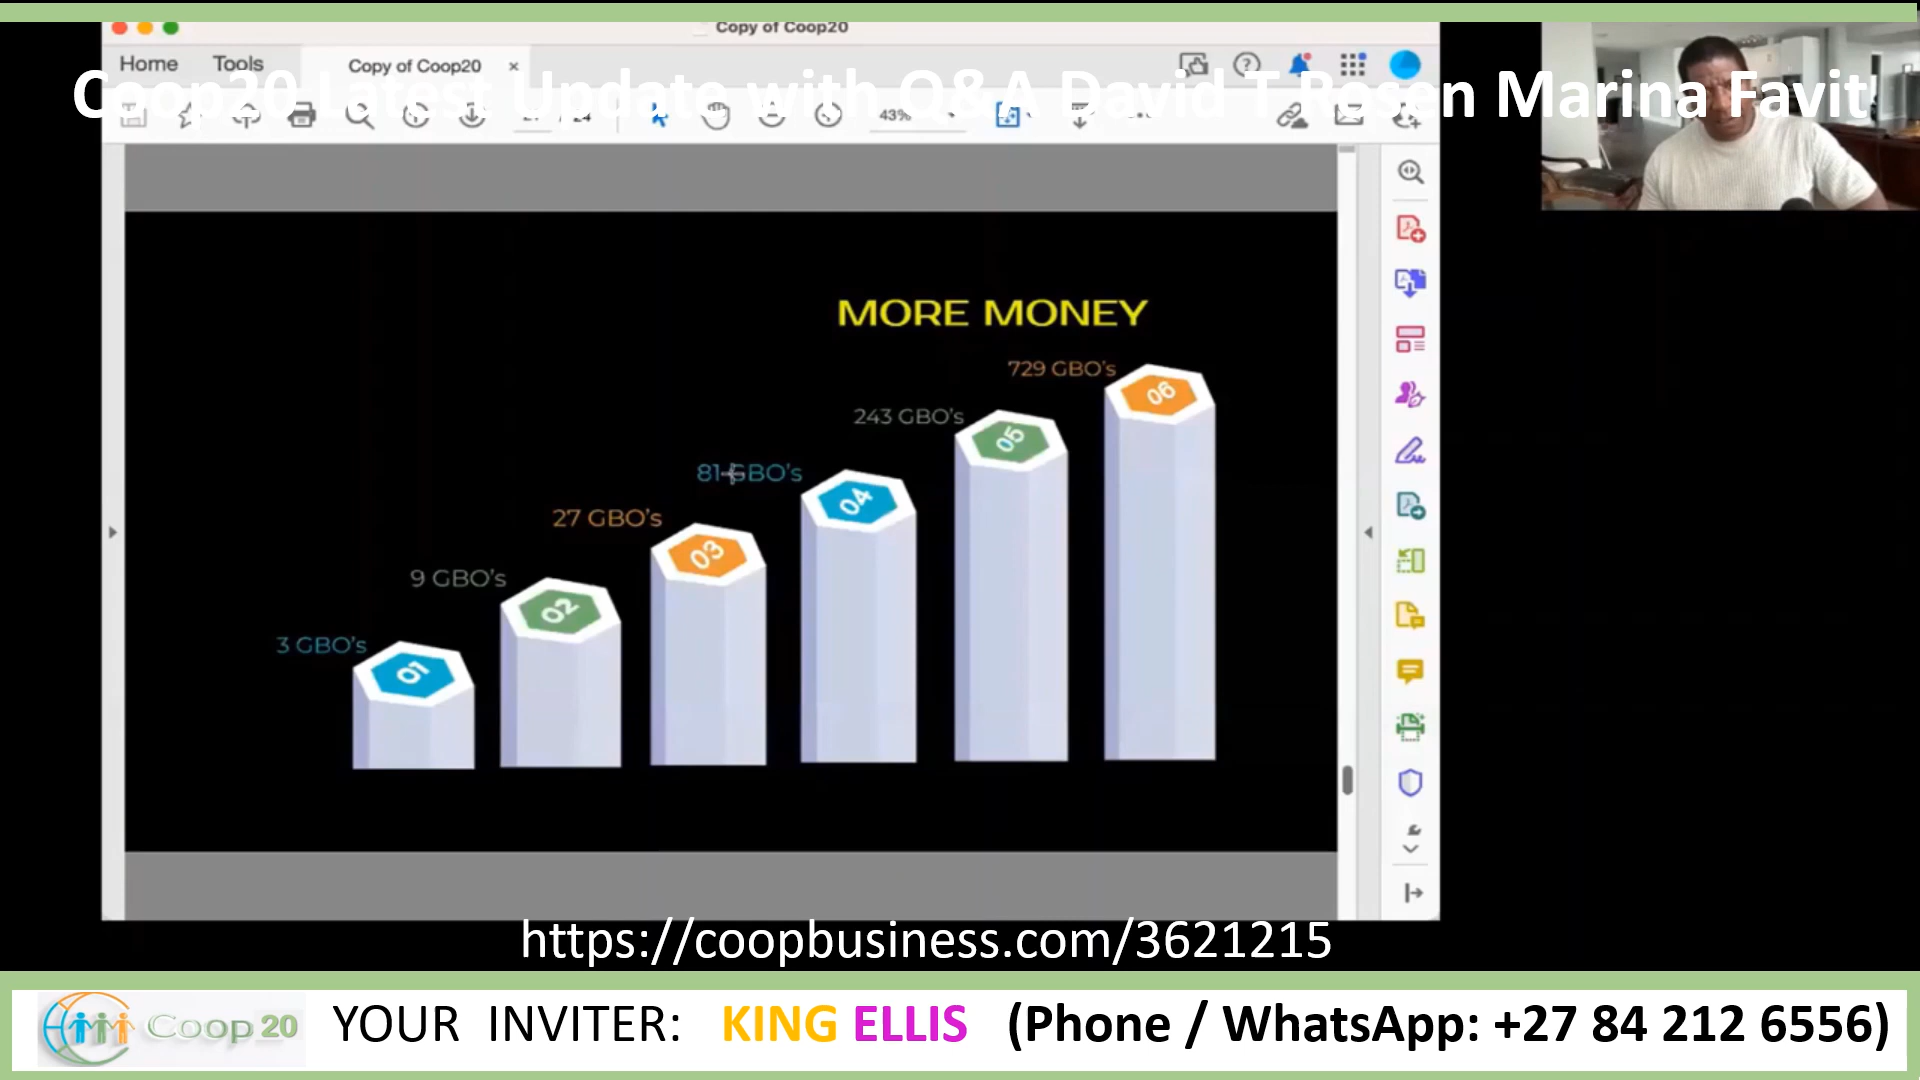 Copy of Coop20
Home Tools Copy of Coop20 ×
Coop20 Latest Update with Q&A David T Rosen Marina Favit
43%
MORE MONEY
729 GBO's
06
243 GBO's
05
81 GBO's
04
27 GBO's
03
9 GBO's
02
3 GBO's
01
https://coopbusiness.com/3621215
Coop 20 YOUR INVITER: KING ELLIS (Phone / WhatsApp: +27 84 212 6556)